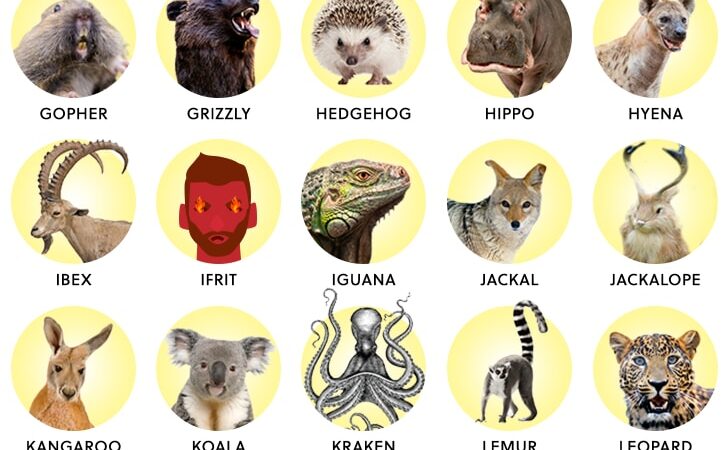 GOPHER
GRIZZLY
HEDGEHOG
HIPPO
HYENA
IBEX
IFRIT
IGUANA
JACKAL
JACKALOPE
KANGAROO
KOALA
KRAKEN
LEMUR
LEOPARD